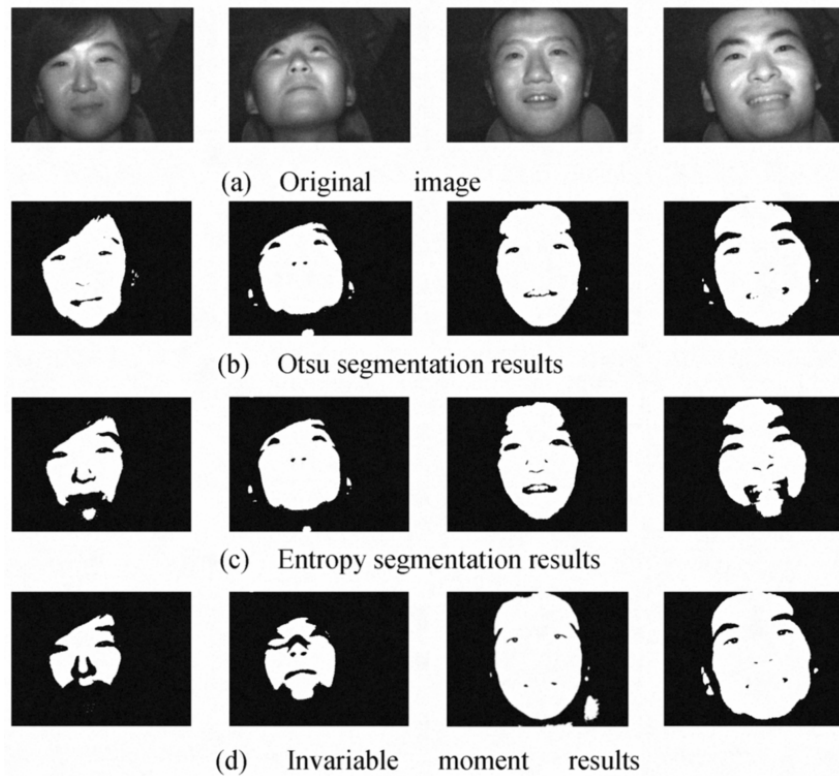 (a) Original image
(b) Otsu segmentation results
(c) Entropy segmentation results
(d) Invariable moment results